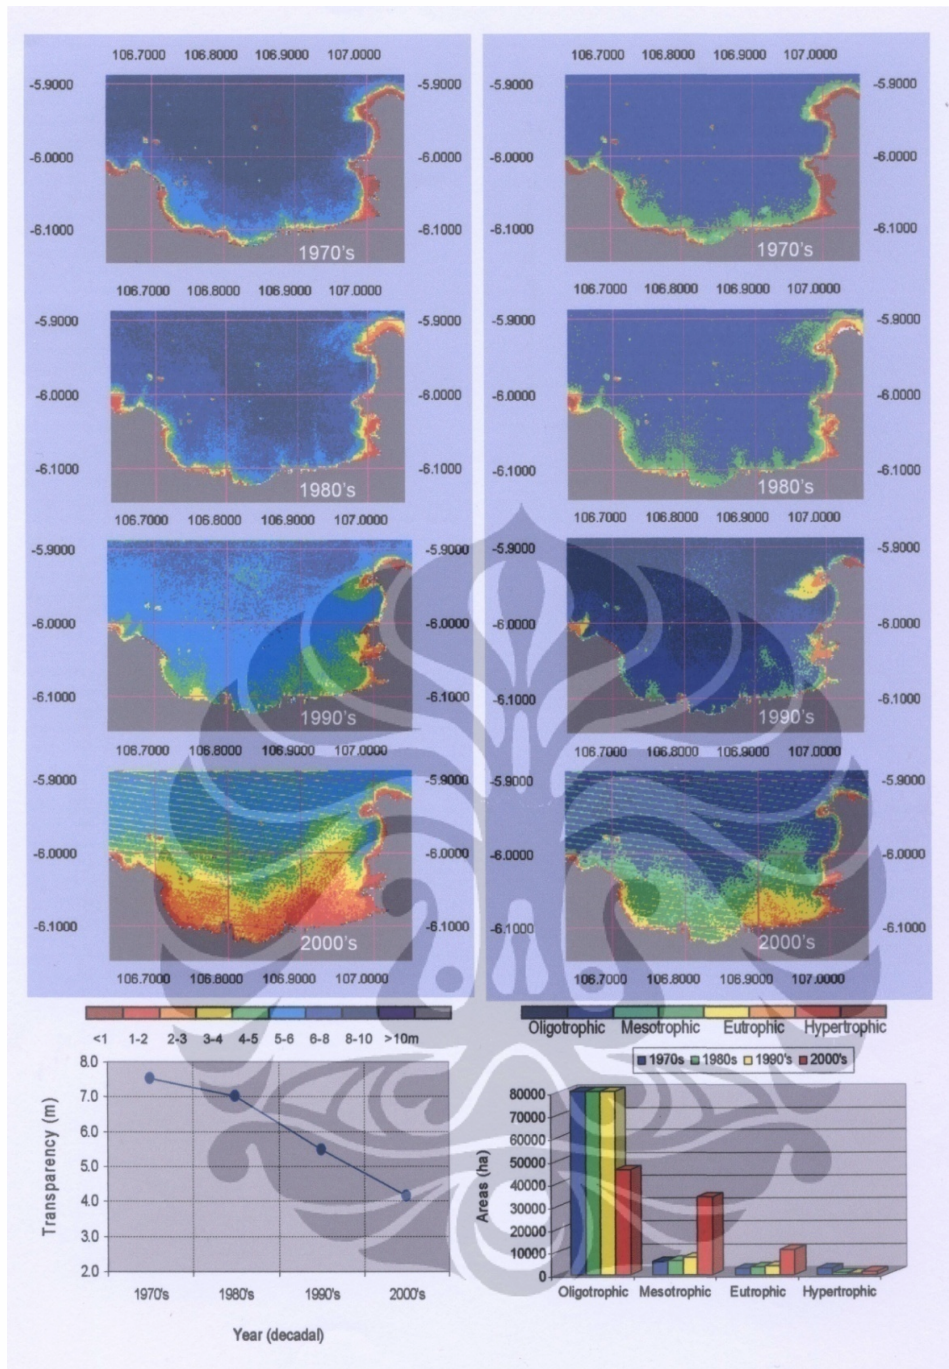 106.7000 106.8000 106.9000 107.0000
-5.9000 -5.9000
-6.0000 -6.0000
-6.1000 -6.1000
1970's
106.7000 106.8000 106.9000 107.0000
-5.9000 -5.9000
-6.0000 -6.0000
-6.1000 -6.1000
1980's
106.7000 106.8000 106.9000 107.0000
-5.9000 -5.9000
-6.0000 -6.0000
-6.1000 -6.1000
1990's
106.7000 106.8000 106.9000 107.0000
-5.9000 -5.9000
-6.0000 -6.0000
-6.1000 -6.1000
2000's
106.7000 106.8000 106.9000 107.0000
<1 1-2 2-3 3-4 4-5 5-6 6-8 8-10 >10m
106.7000 106.8000 106.9000 107.0000
-5.9000 -5.9000
-6.0000 -6.0000
-6.1000 -6.1000
1970's
106.7000 106.8000 106.9000 107.0000
-5.9000 -5.9000
-6.0000 -6.0000
-6.1000 -6.1000
1980's
106.7000 106.8000 106.9000 107.0000
-5.9000 -5.9000
-6.0000 -6.0000
-6.1000 -6.1000
1990's
106.7000 106.8000 106.9000 107.0000
-5.9000 -5.9000
-6.0000 -6.0000
-6.1000 -6.1000
2000's
106.7000 106.8000 106.9000 107.0000
Oligotrophic Mesotrophic Eutrophic Hypertrophic
Transparency (m)
8.0
7.0
6.0
5.0
4.0
3.0
2.0
1970's 1980's 1990's 2000's
Year (decadal)
1970s 1980s 1990's 2000's
Areas (ha)
80000
70000
60000
50000
40000
30000
20000
10000
0
Oligotrophic Mesotrophic Eutrophic Hypertrophic